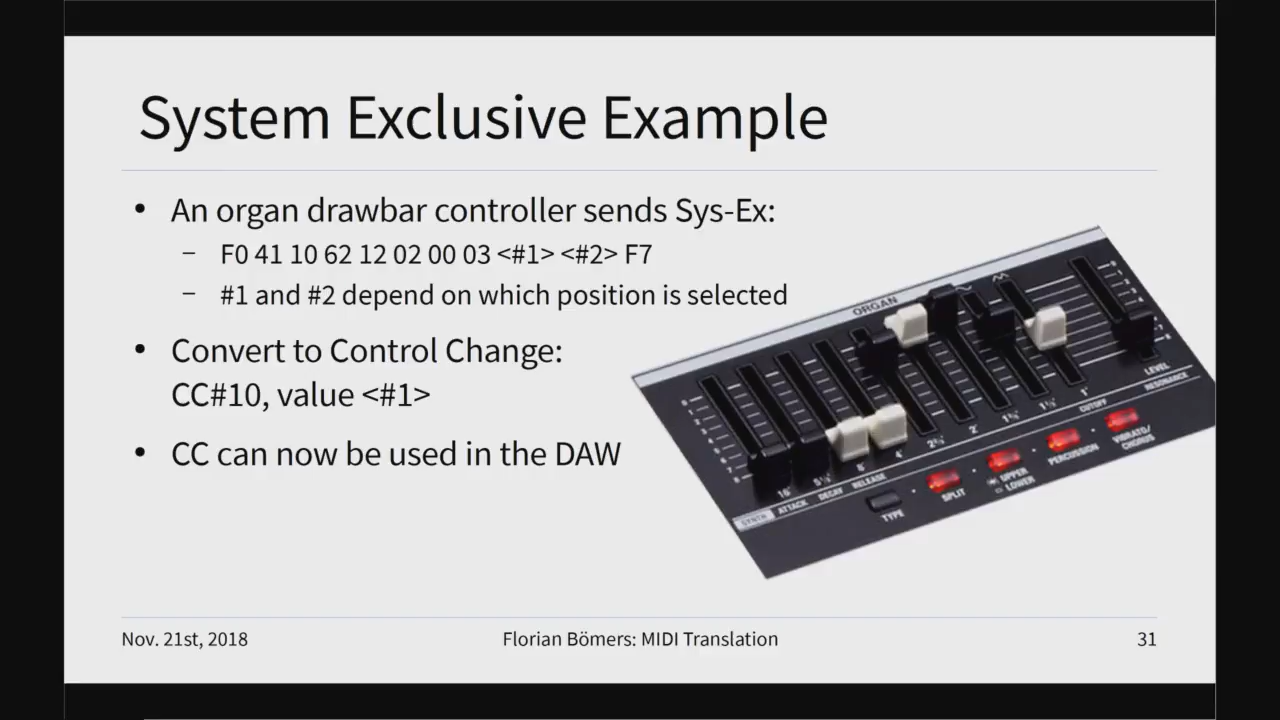 System Exclusive Example
• An organ drawbar controller sends Sys-Ex:
– F0 41 10 62 12 02 00 03 <#1> <#2> F7
– #1 and #2 depend on which position is selected
• Convert to Control Change:
CC#10, value <#1>
• CC can now be used in the DAW
ORGAN
LEVEL
RESONANCE
CUTOFF
16'
8'
4'
2'
1'
SYNTH
ATTACK
DECAY
RELEASE
TYPE
SPLIT
UPPER
LOWER
PERCUSSION
VIBRATO/
CHORUS
Nov. 21st, 2018
Florian Bömers: MIDI Translation
31